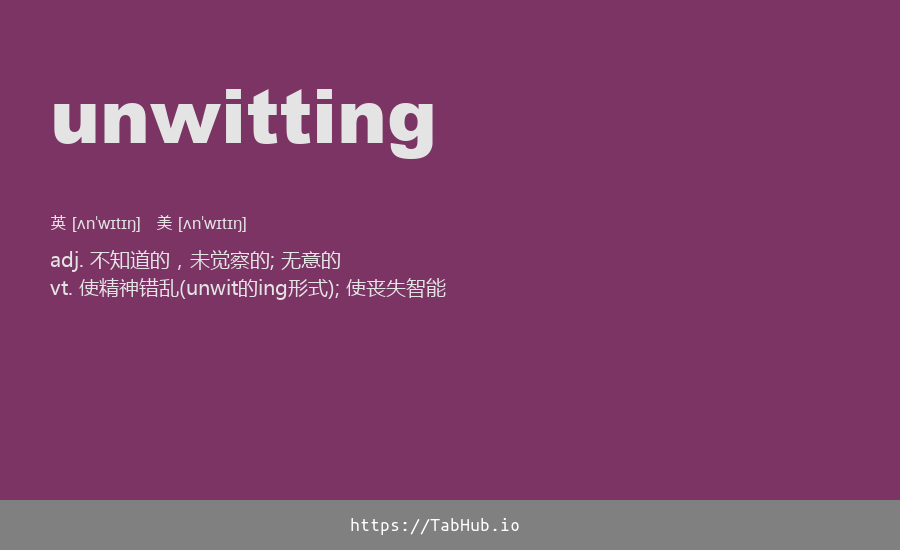 unwitting
英 [ʌnˈwɪtɪŋ] 美 [ʌnˈwɪtɪŋ]
adj. 不知道的，未觉察的; 无意的
vt. 使精神错乱(unwit的ing形式); 使丧失智能
https://TabHub.io